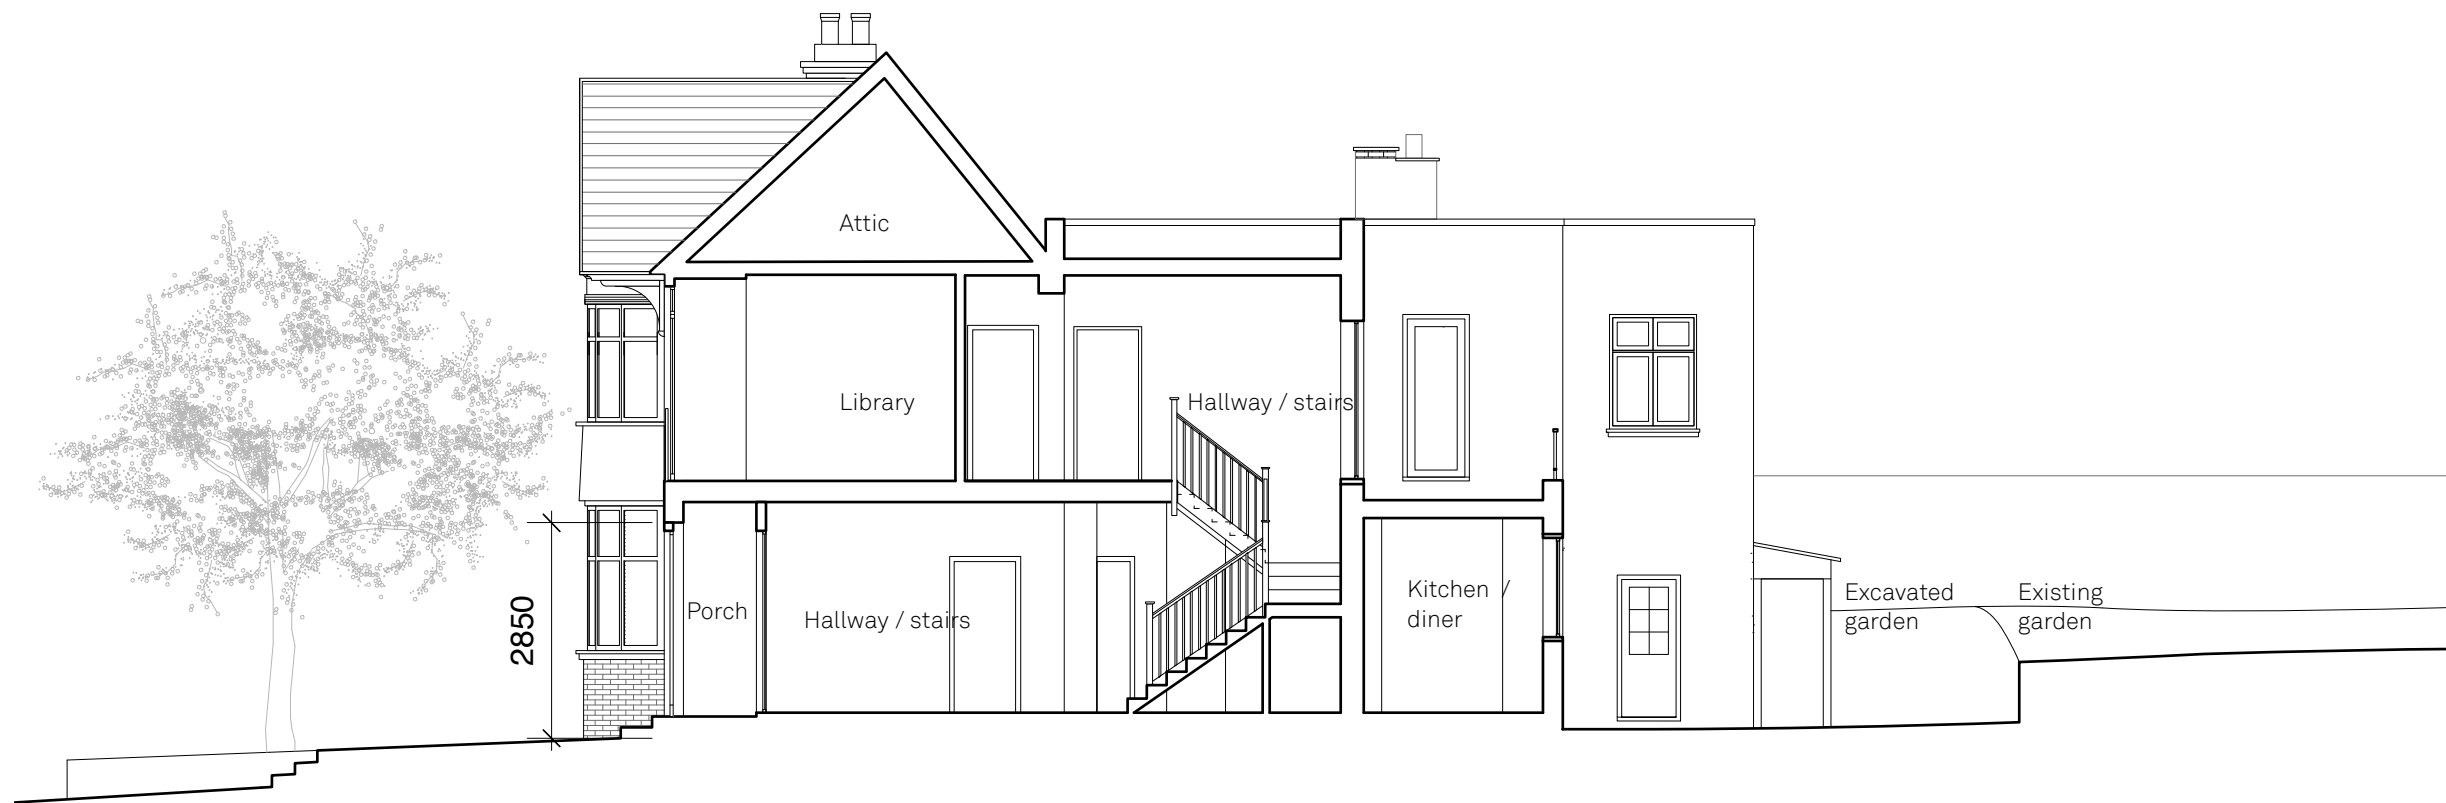 Attic
Library
Hallway / stairs
2850
Porch
Hallway / stairs
Kitchen /
diner
Excavated
garden
Existing
garden